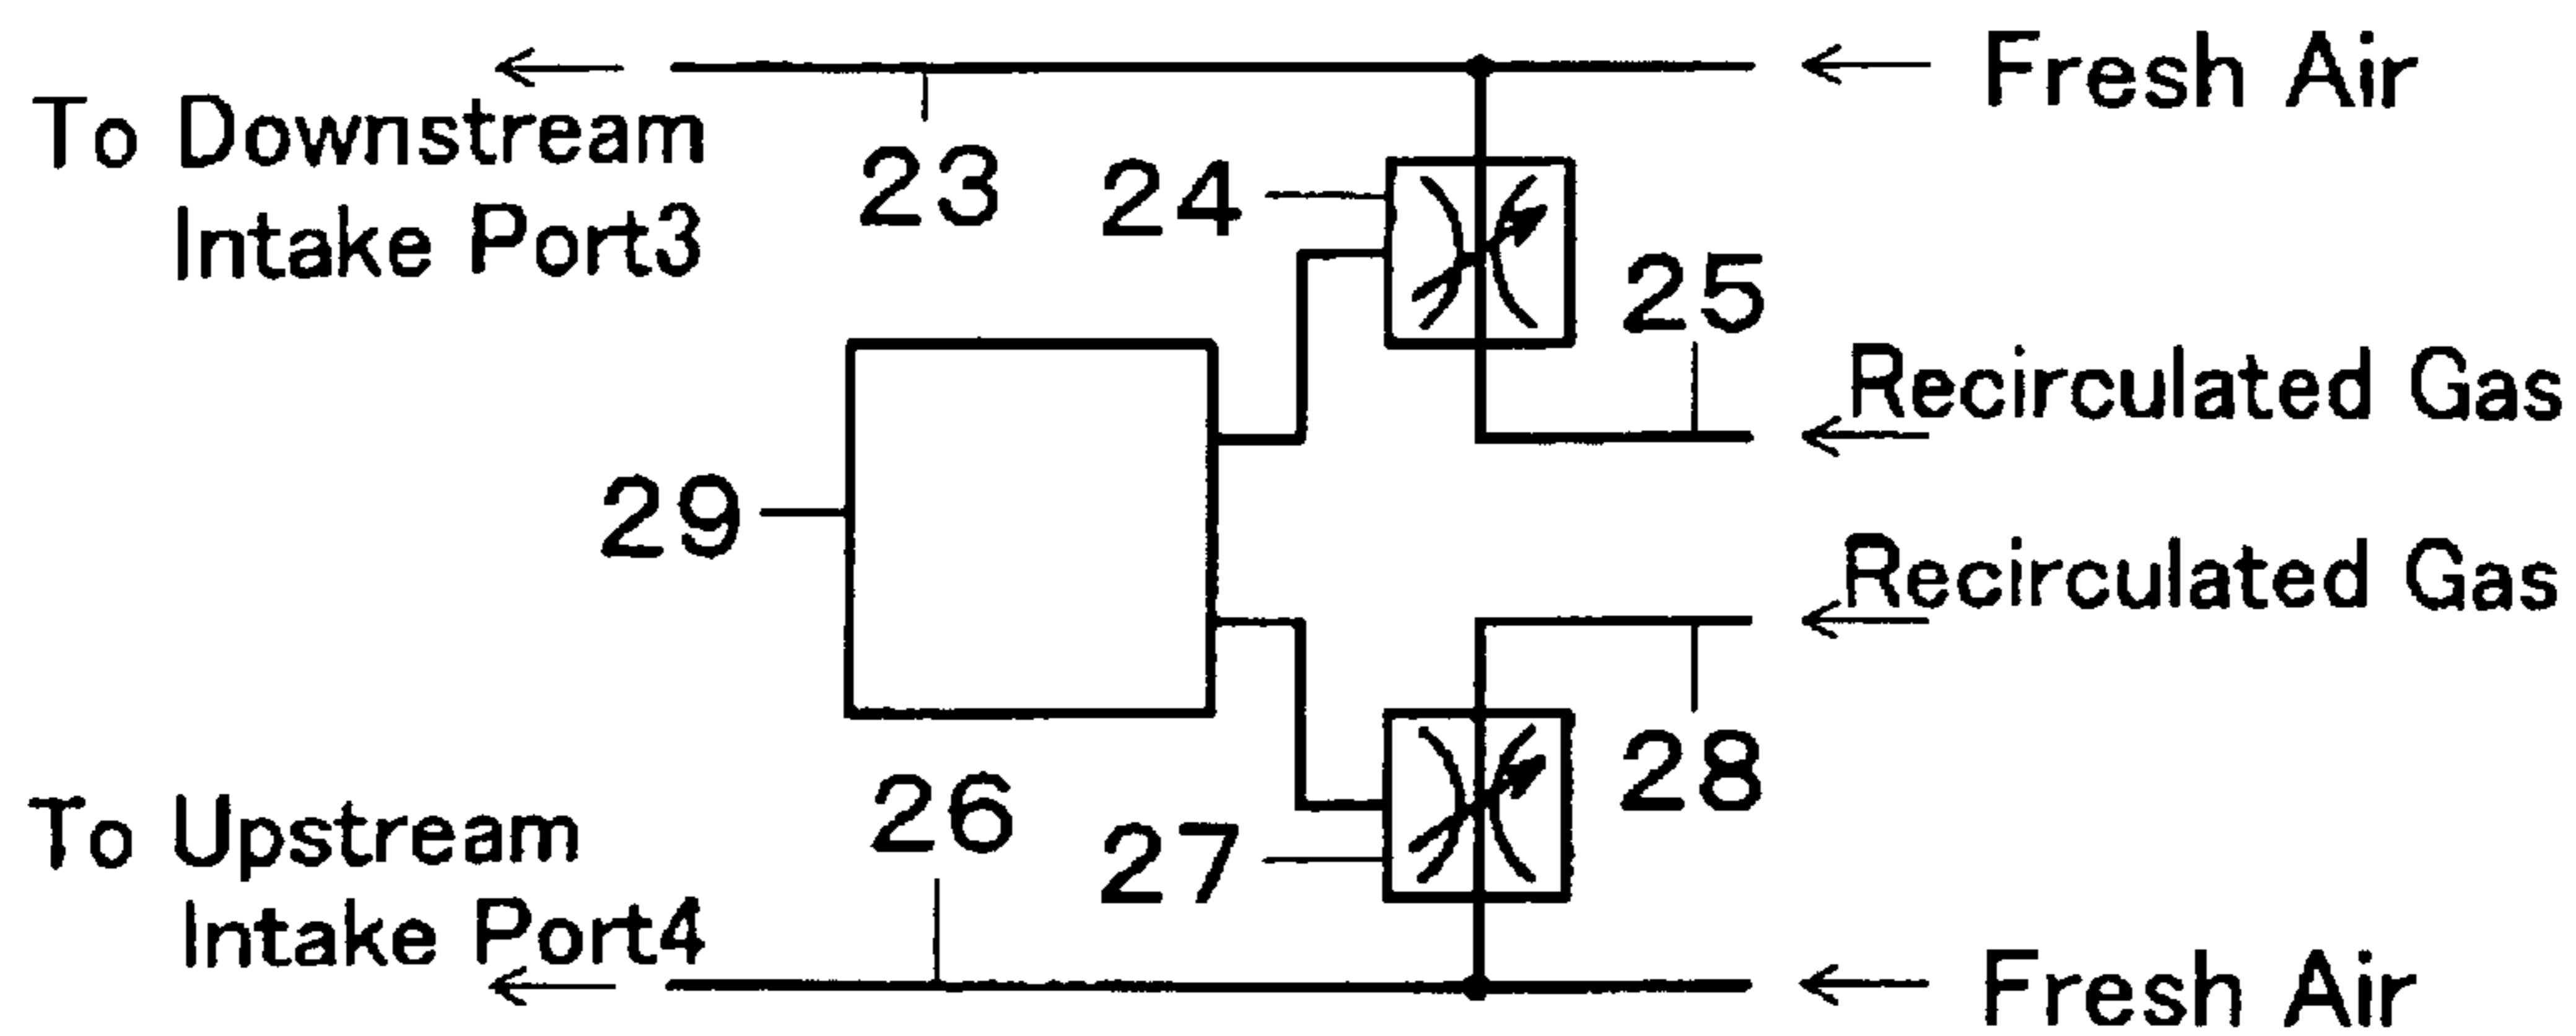 Fresh Air
To Downstream
Intake Port3
23
24
25
Recirculated Gas
29
Recirculated Gas
28
26
27
To Upstream
Intake Port4
Fresh Air